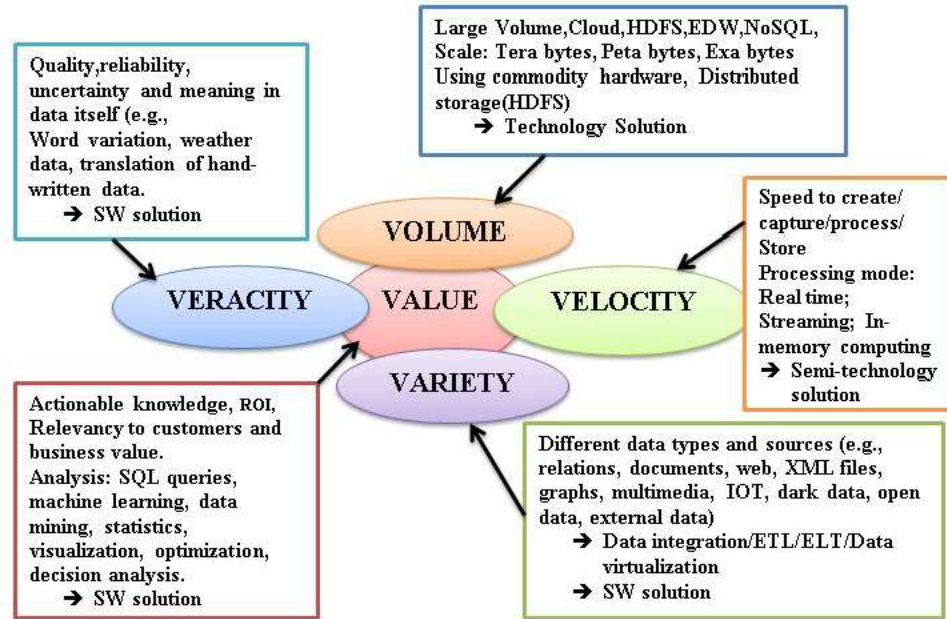 Large Volume,Cloud,HDFS,EDW,NoSQL,
Scale: Tera bytes, Peta bytes, Exa bytes
Using commodity hardware, Distributed
storage(HDFS)
➔ Technology Solution
Quality,reliability,
uncertainty and meaning in
data itself (e.g.,
Word variation, weather
data, translation of hand-
written data.
➔ SW solution
VOLUME
VERACITY
VALUE
VELOCITY
VARIETY
Speed to create/
capture/process/
Store
Processing mode:
Real time;
Streaming; In-
memory computing
➔ Semi-technology
solution
Actionable knowledge, ROI,
Relevancy to customers and
business value.
Analysis: SQL queries,
machine learning, data
mining, statistics,
visualization, optimization,
decision analysis.
➔ SW solution
Different data types and sources (e.g.,
relations, documents, web, XML files,
graphs, multimedia, IOT, dark data, open
data, external data)
➔ Data integration/ETL/ELT/Data
virtualization
➔ SW solution